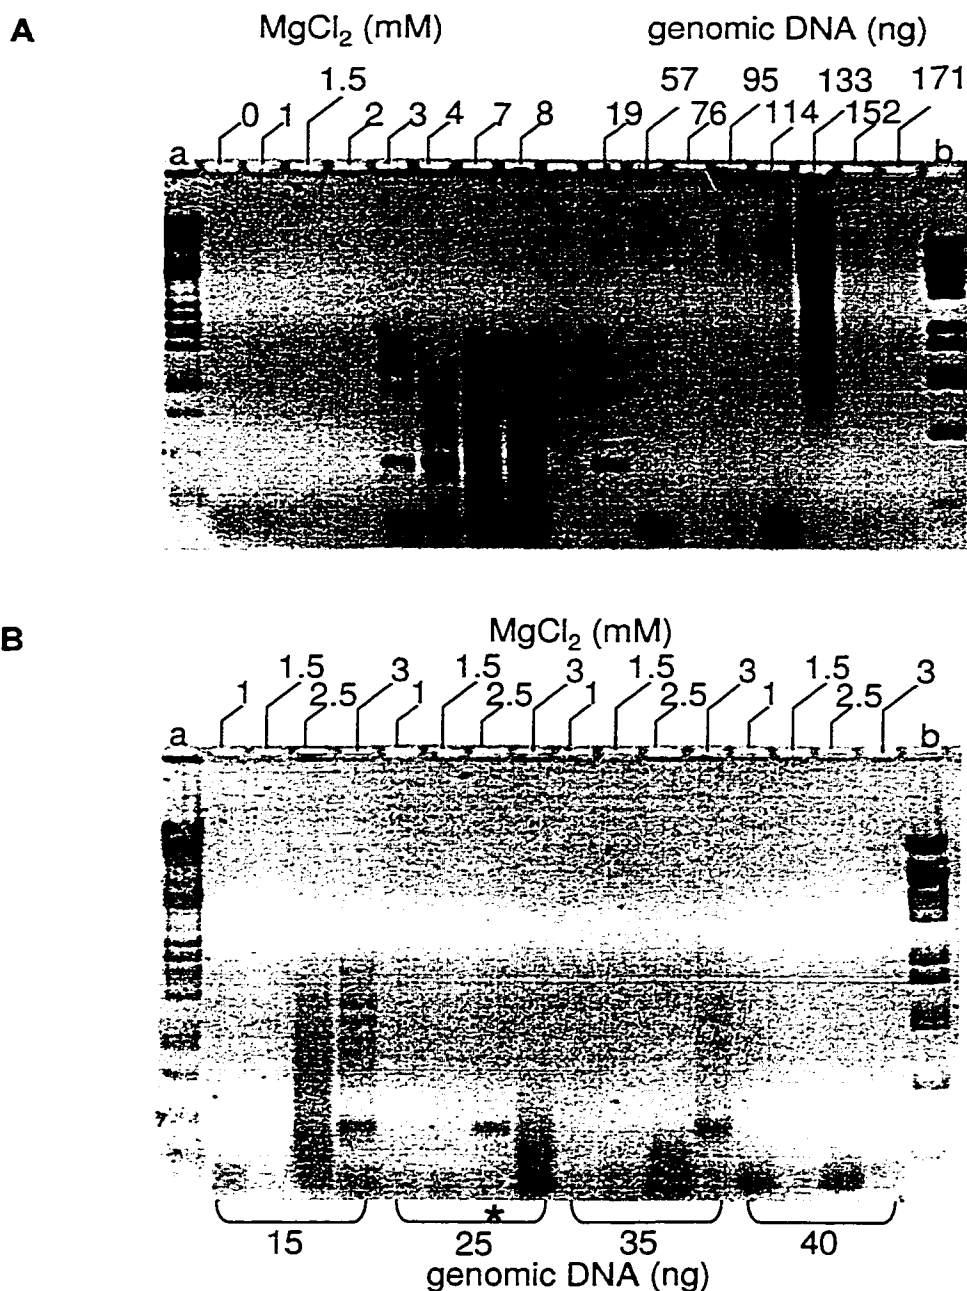 A
MgCl₂ (mM) genomic DNA (ng)
1.5 57 95 133 171
0 1 2 3 4 7 8 19 76 114 152
a b
B
MgCl₂ (mM)
1.5 3 1.5 3 1.5 3 1.5 3
1 2.5 1 2.5 1 2.5 1 2.5
a b
*
15 25 35 40
genomic DNA (ng)